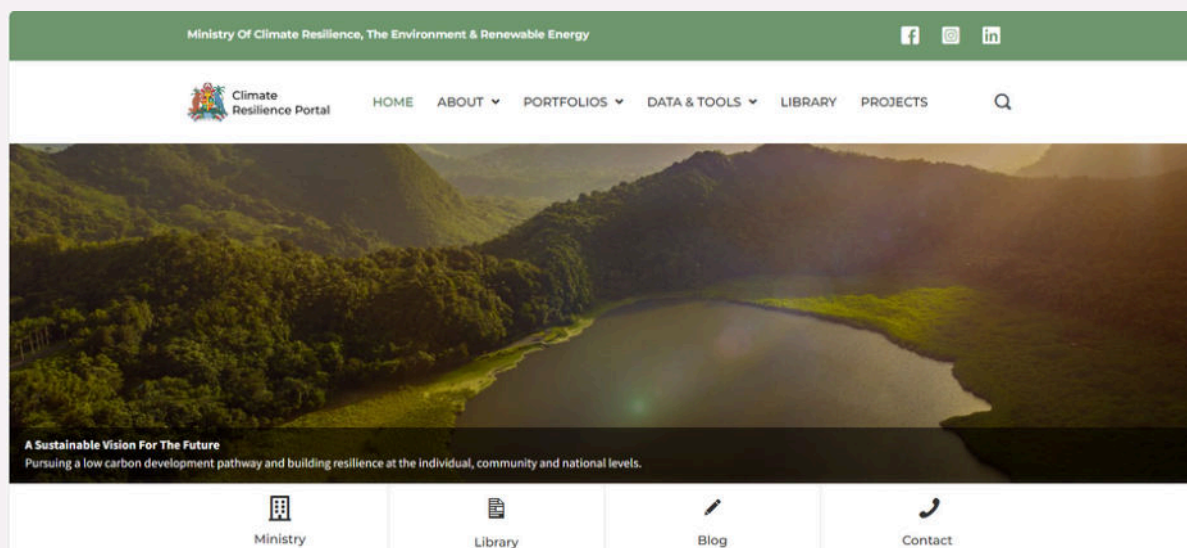 Ministry Of Climate Resilience, The Environment & Renewable Energy
Climate
Resilience Portal
HOME ABOUT PORTFOLIOS DATA & TOOLS LIBRARY PROJECTS
A Sustainable Vision For The Future
Pursuing a low carbon development pathway and building resilience at the individual, community and national levels.
Ministry Library Blog Contact